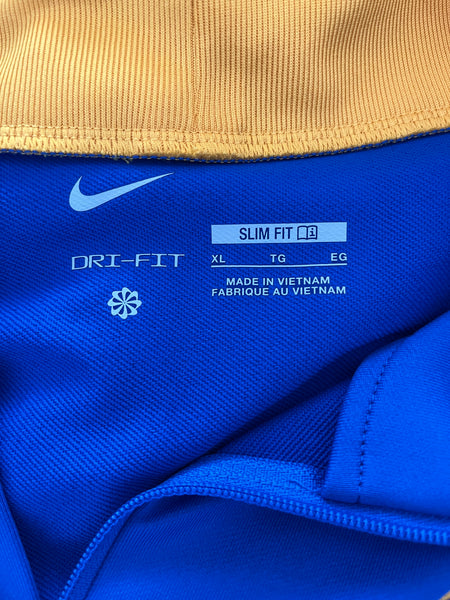 SLIM FIT
DRI-FIT
XL TG EG
MADE IN VIETNAM
FABRIQUE AU VIETNAM